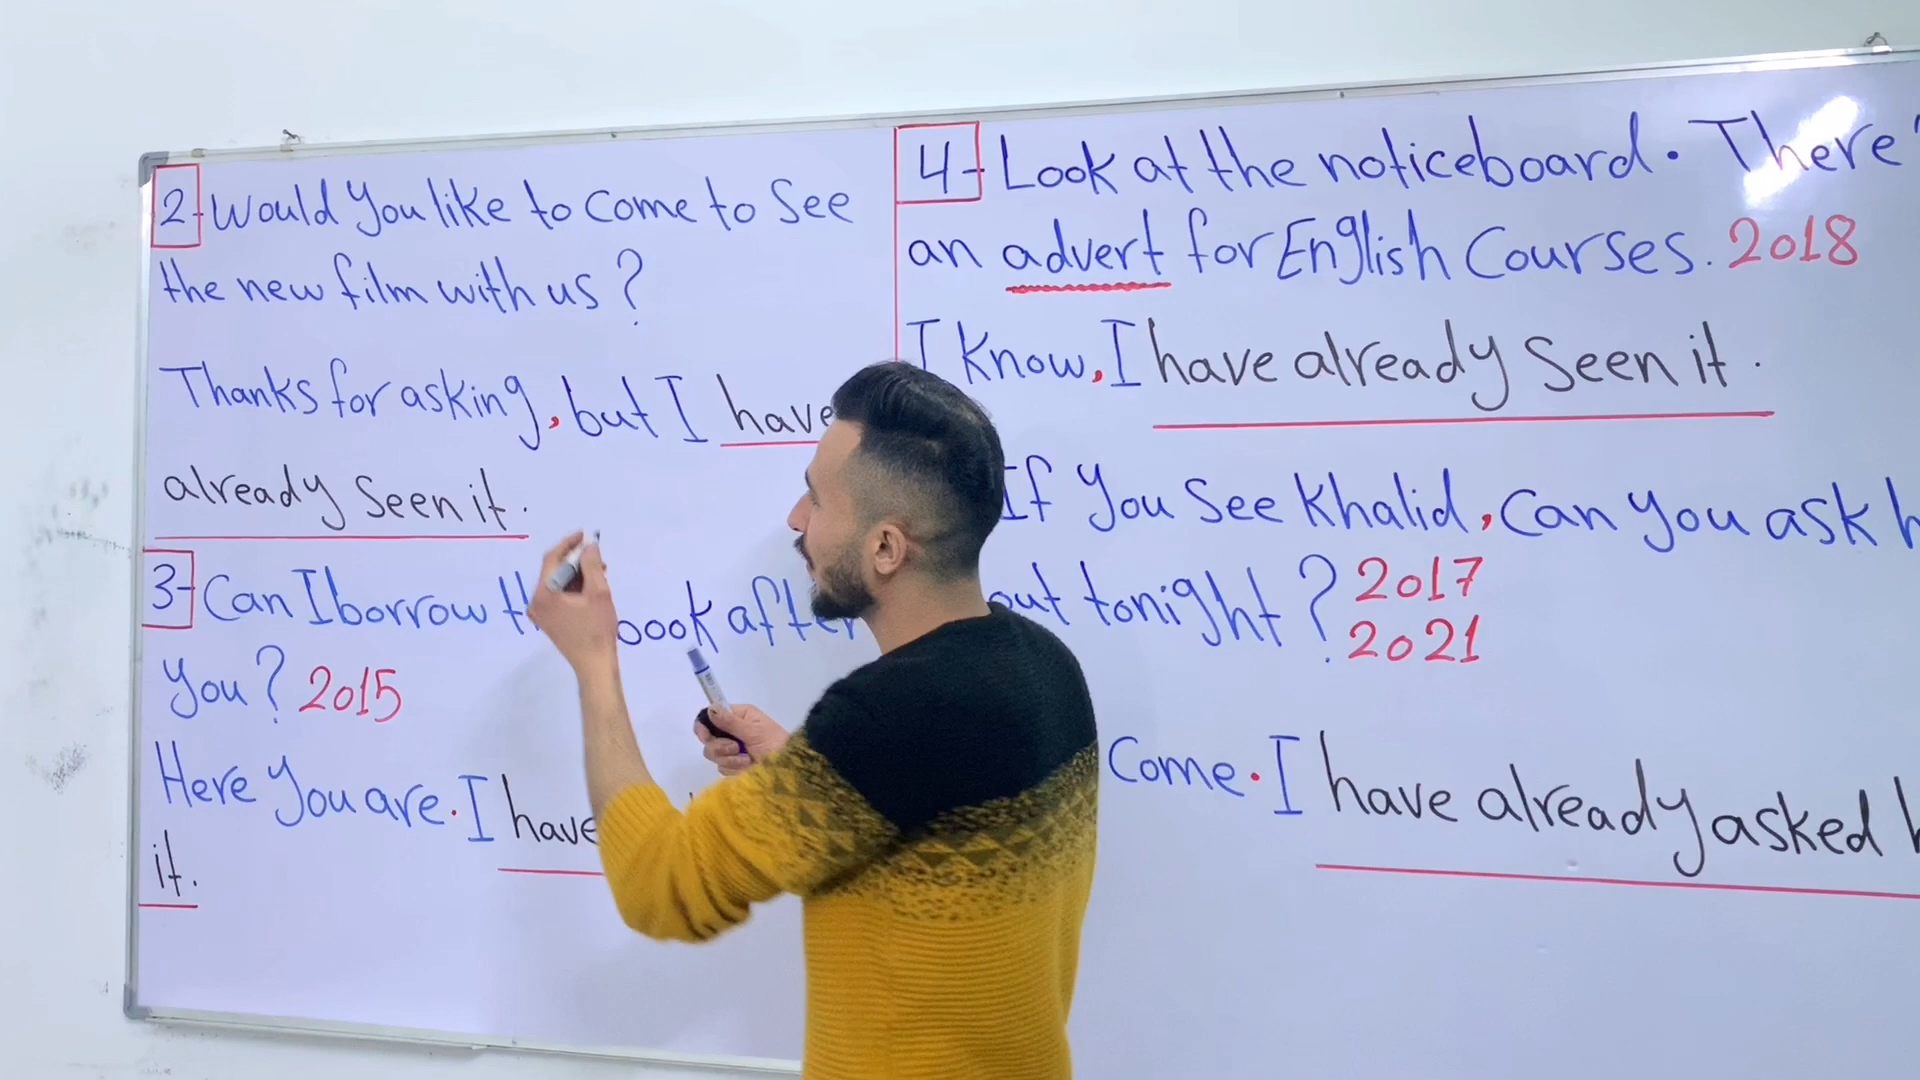 2- Would You like to Come to See
the new film with us ?
Thanks for asking, but I have
already Seen it.
3- Can I borrow book
you? 2015
Here You are. I have
it.
4- Look at the noticeboard. There
an advert for English Courses. 2018
I Know, I have already Seen it.
If You See Khalid, Can you ask
out tonight ? 2017
2021
Come. I have already asked